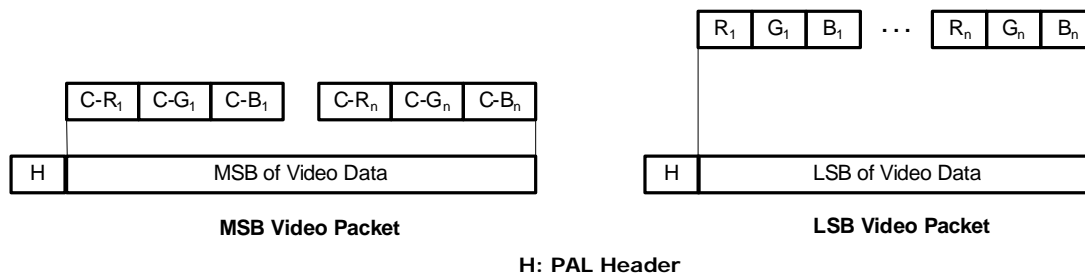 R₁ G₁ B₁ ... Rₙ Gₙ Bₙ
C-R₁ C-G₁ C-B₁ C-Rₙ C-Gₙ C-Bₙ
H MSB of Video Data H LSB of Video Data
MSB Video Packet LSB Video Packet
H: PAL Header